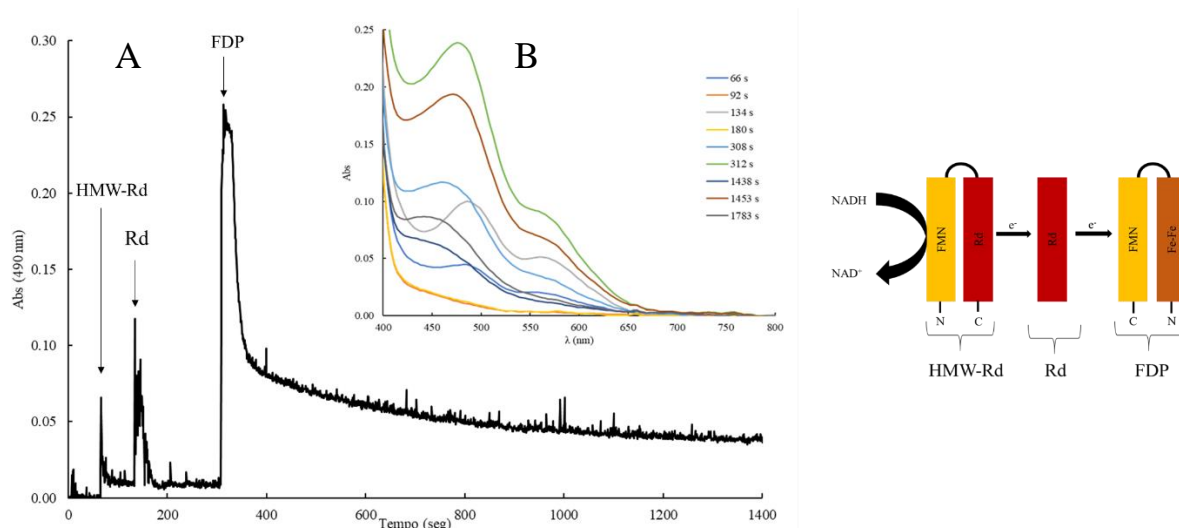 A
0.30
0.25
0.20
0.15
0.10
0.05
0.00
Abs (490 nm)
0
200
400
600
800
1000
1200
1400
Tempo (seg)
HMW-Rd
Rd
FDP
B
0.25
0.20
0.15
0.10
0.05
0.00
Abs
400
450
500
550
600
650
700
750
800
λ (nm)
66 s
92 s
134 s
180 s
308 s
312 s
1438 s
1453 s
1783 s
NADH
NAD⁺
FMN
Rd
e⁻
Rd
e⁻
FMN
Fe-Fe
N
C
C
N
HMW-Rd
Rd
FDP